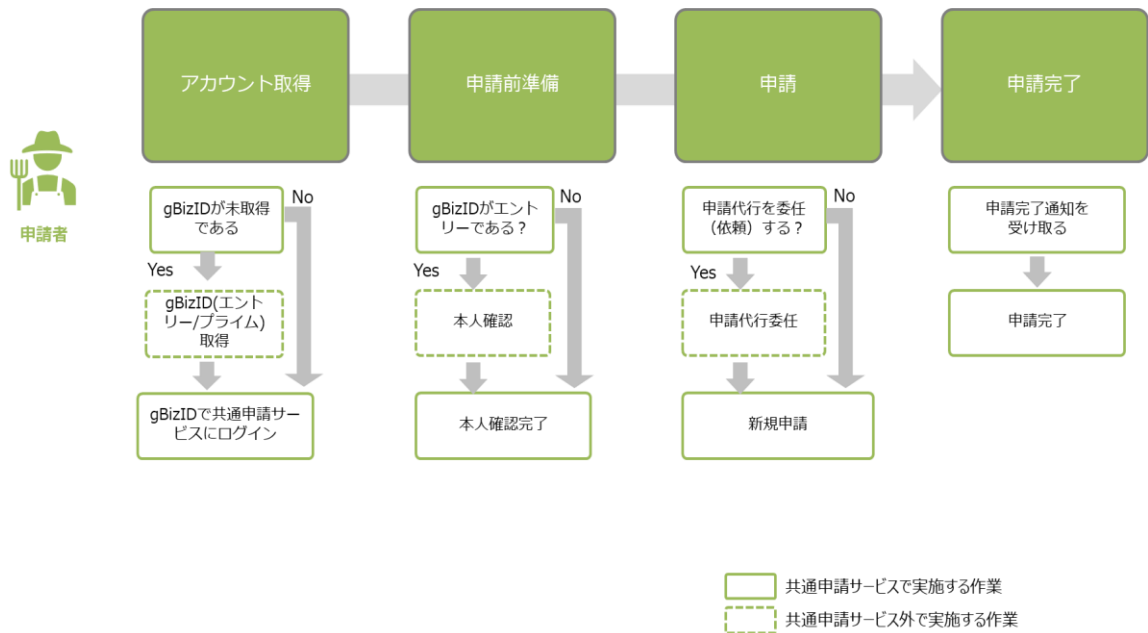 アカウント取得
申請前準備
申請
申請完了
申請者
gBizIDが未取得
である
No
Yes
gBizID(エント
リー/プライム)
取得
gBizIDで共通申請サー
ビスにログイン
gBizIDがエント
リーである？
No
Yes
本人確認
本人確認完了
申請代行を委任
（依頼）する？
No
Yes
申請代行委任
新規申請
申請完了通知を
受け取る
申請完了
共通申請サービスで実施する作業
共通申請サービス外で実施する作業